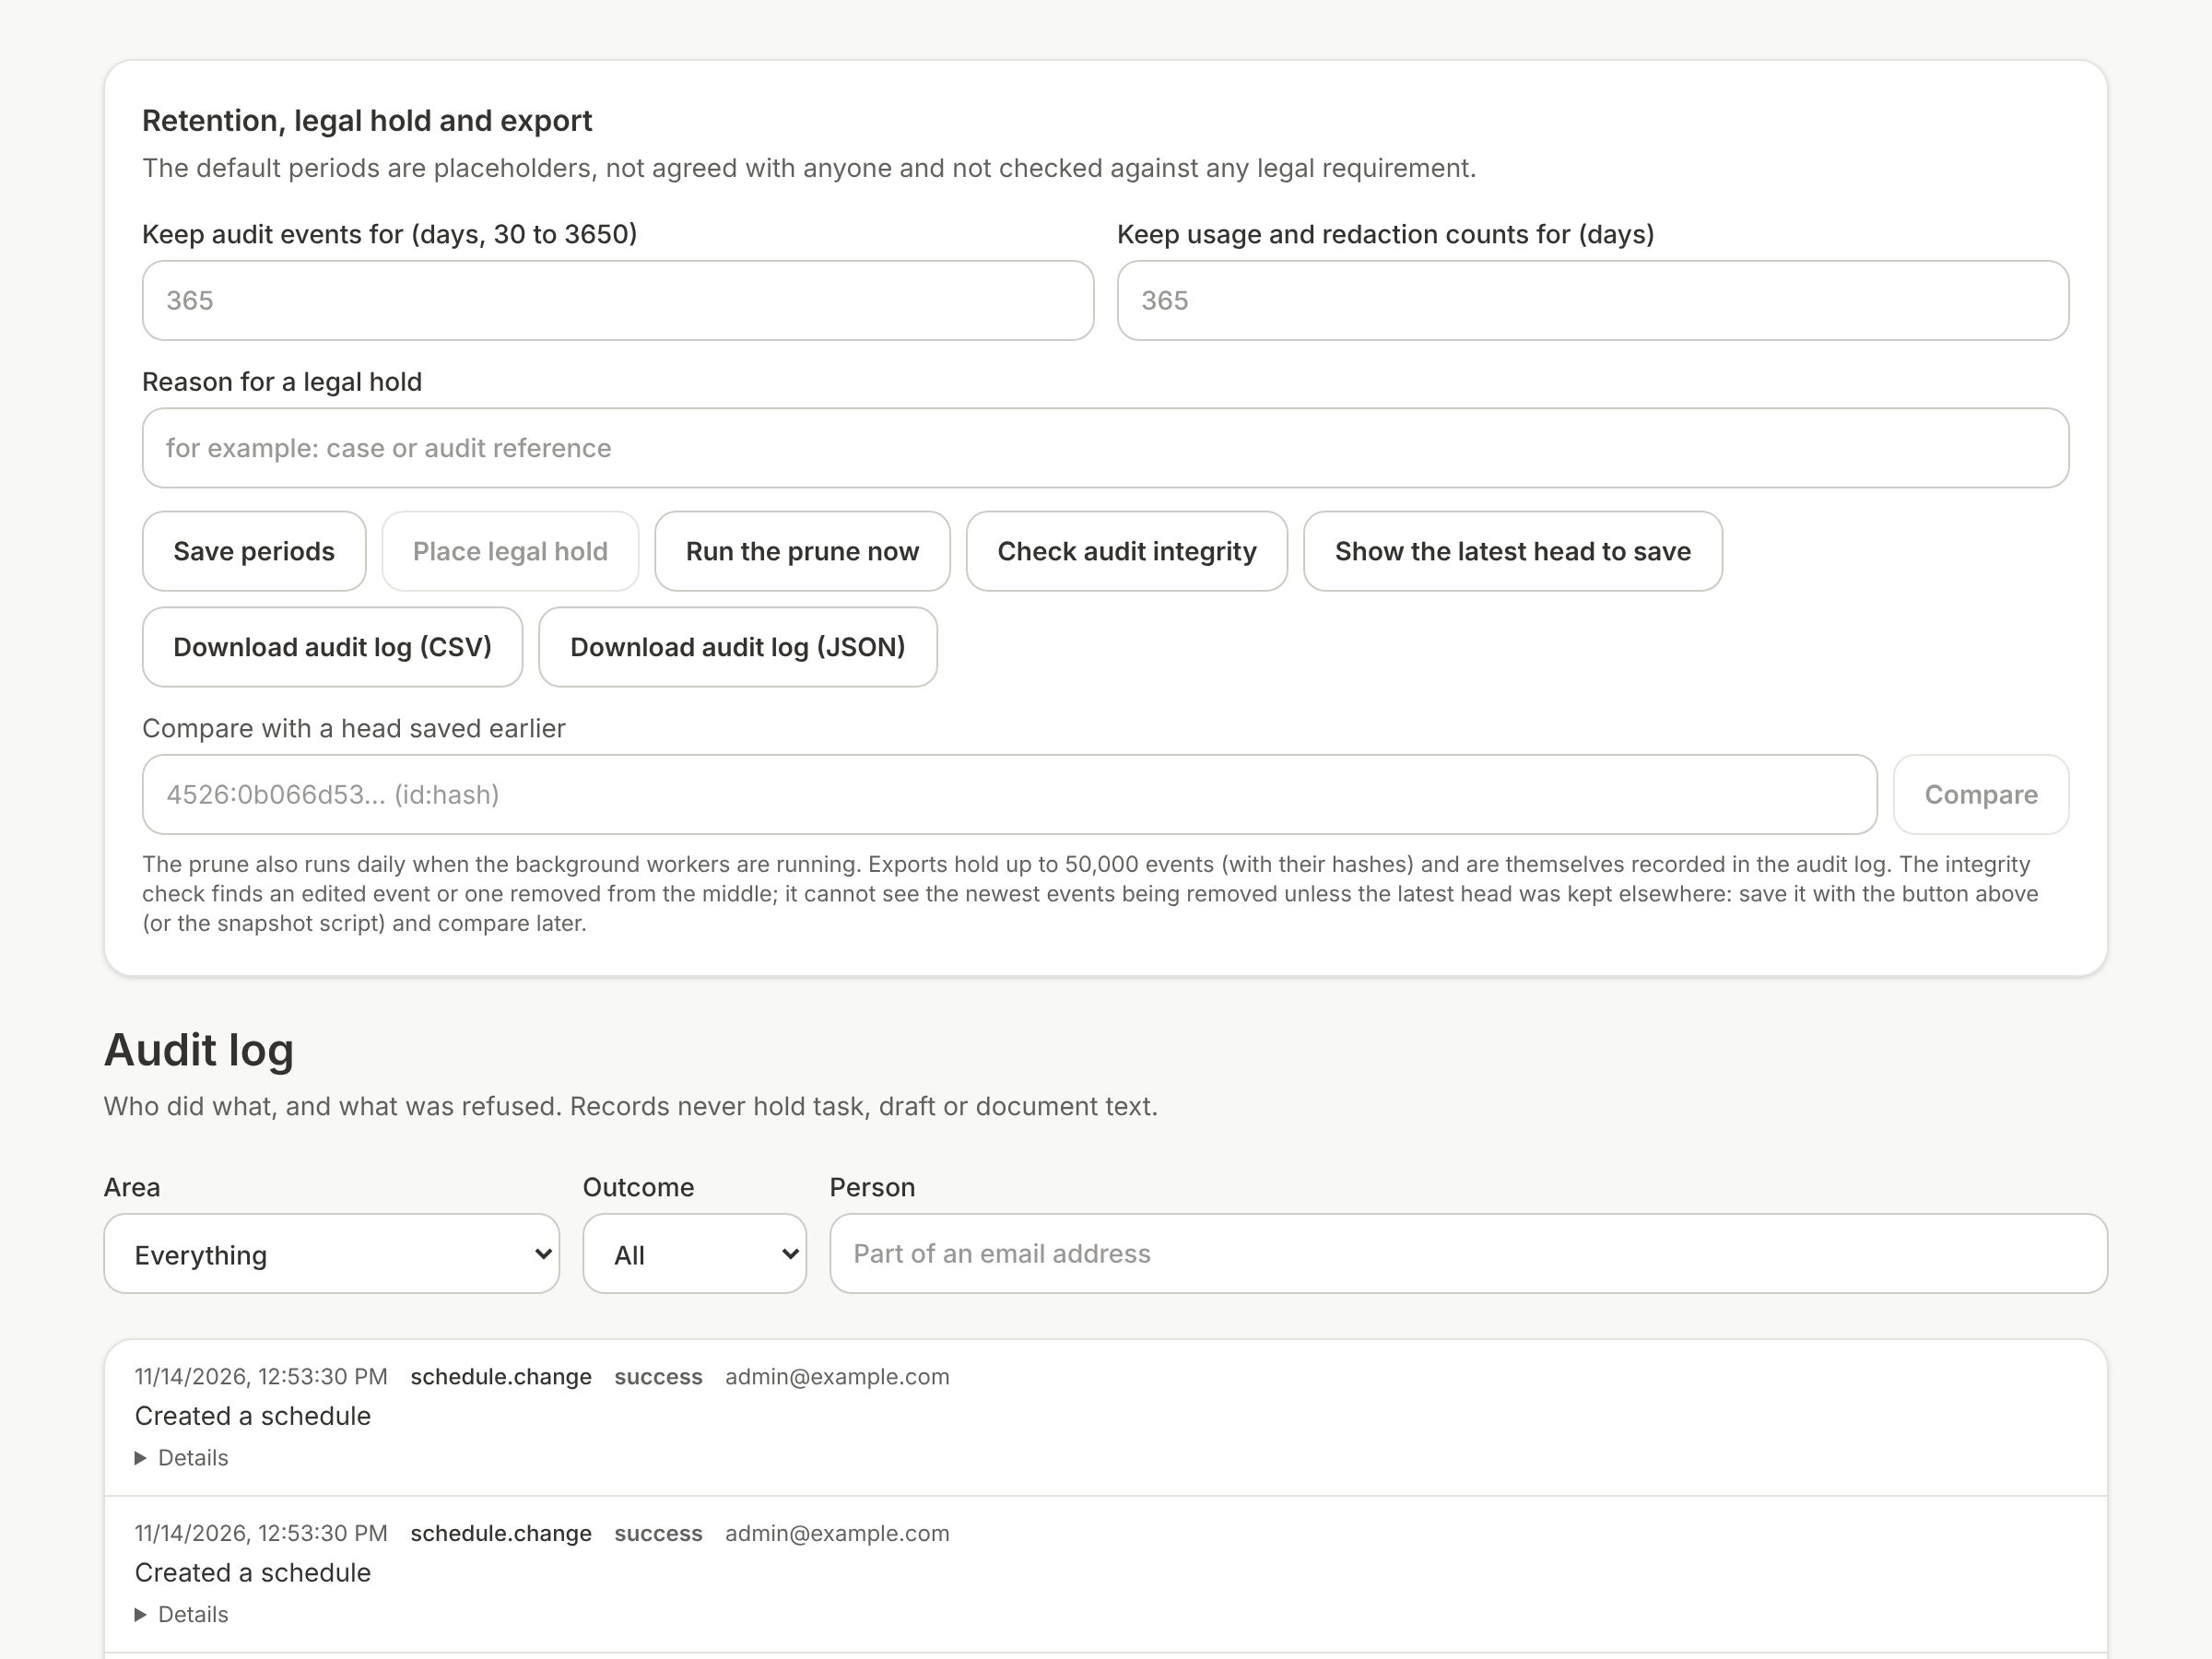 Retention, legal hold and export
The default periods are placeholders, not agreed with anyone and not checked against any legal requirement.
Keep audit events for (days, 30 to 3650)
Keep usage and redaction counts for (days)
365
365
Reason for a legal hold
for example: case or audit reference
Save periods
Place legal hold
Run the prune now
Check audit integrity
Show the latest head to save
Download audit log (CSV)
Download audit log (JSON)
Compare with a head saved earlier
4526:0b066d53... (id:hash)
Compare
The prune also runs daily when the background workers are running. Exports hold up to 50,000 events (with their hashes) and are themselves recorded in the audit log. The integrity
check finds an edited event or one removed from the middle; it cannot see the newest events being removed unless the latest head was kept elsewhere: save it with the button above
(or the snapshot script) and compare later.
Audit log
Who did what, and what was refused. Records never hold task, draft or document text.
Area
Outcome
Person
Everything
All
Part of an email address
11/14/2026, 12:53:30 PM schedule.change success admin@example.com
Created a schedule
Details
11/14/2026, 12:53:30 PM schedule.change success admin@example.com
Created a schedule
Details